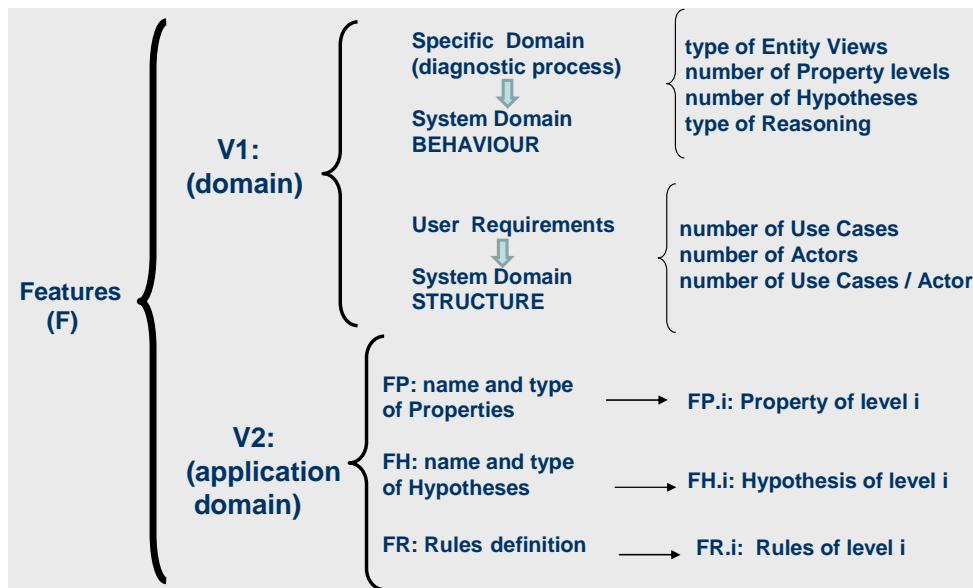 Features
(F)
V1:
(domain)
Specific Domain
(diagnostic process)
System Domain
BEHAVIOUR
type of Entity Views
number of Property levels
number of Hypotheses
type of Reasoning
User Requirements
System Domain
STRUCTURE
number of Use Cases
number of Actors
number of Use Cases / Actor
V2:
(application
domain)
FP: name and type
of Properties
FP.i: Property of level i
FH: name and type
of Hypotheses
FH.i: Hypothesis of level i
FR: Rules definition
FR.i: Rules of level i